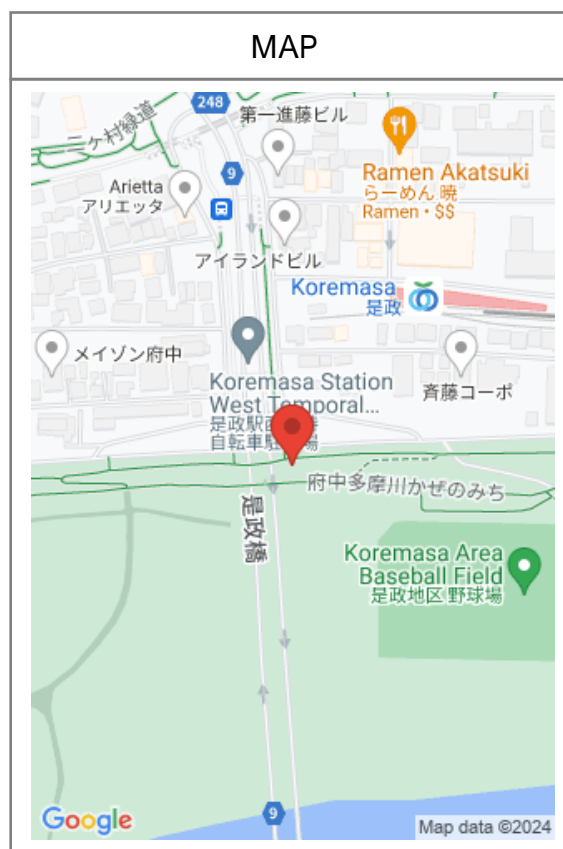 MAP
248
三ケ村緑道
第一進藤ビル
9
Arietta
アリエッタ
Ramen Akatsuki
らーめん 暁
Ramen・$$
アイランドビル
Koremasa
是政
メイゾン府中
Koremasa Station
West Temporal...
是政駅西
自転車駐
場
斉藤コーポ
府中多摩川かぜのみち
是政橋
Koremasa Area
Baseball Field
是政地区 野球場
9
Google
Map data ©2024